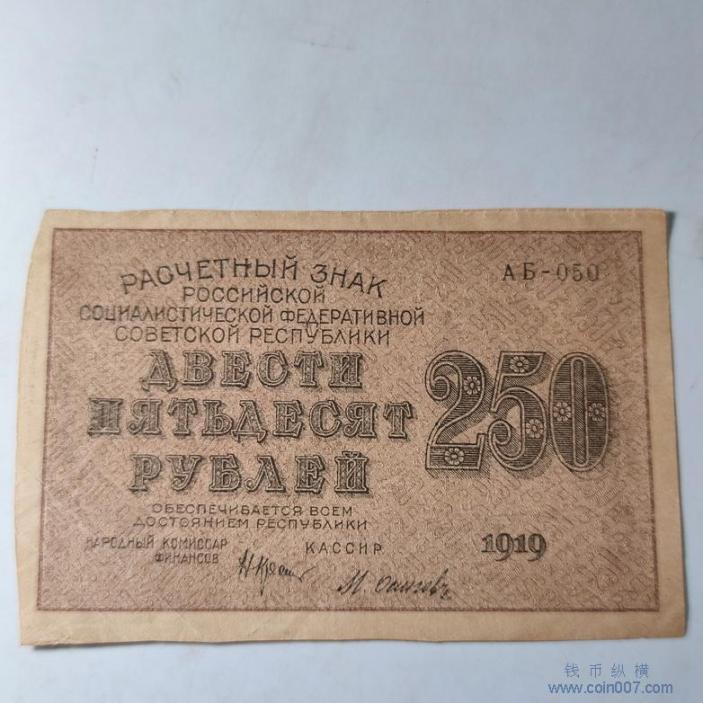 РАСЧЕТНЫЙ ЗНАК
АБ-050
РОССИЙСКОЙ
СОЦИАЛИСТИЧЕСКОЙ ФЕДЕРАТИВНОЙ
СОВЕТСКОЙ РЕСПУБЛИКИ
ДВЕСТИ
ПЯТЬДЕСЯТ
РУБЛЕЙ
250
ОБЕСПЕЧИВАЕТСЯ ВСЕМ
ДОСТОЯНИЕМ РЕСПУБЛИКИ
НАРОДНЫЙ КОМИССАР
ФИНАНСОВ
КАССИР
1919
钱币纵横
www.coin007.com